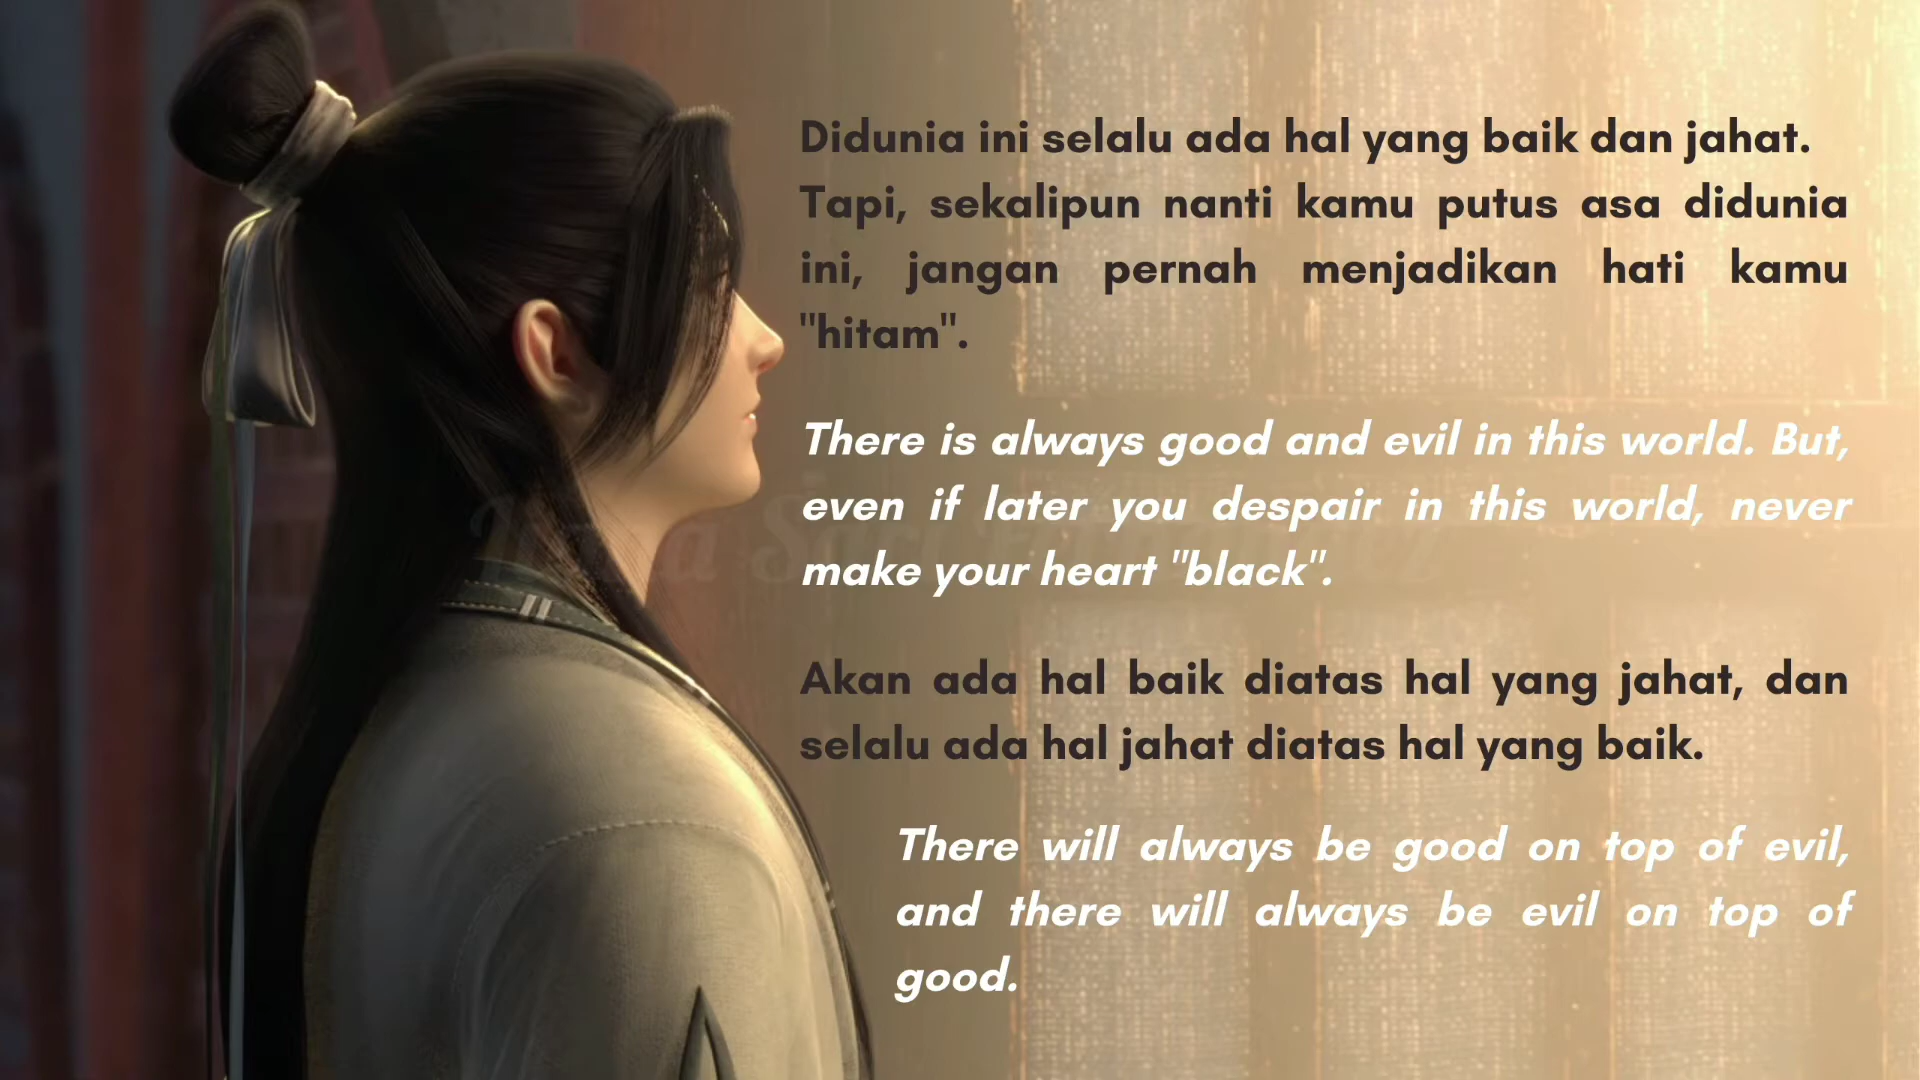 Didunia ini selalu ada hal yang baik dan jahat.
Tapi, sekalipun nanti kamu putus asa didunia
ini, jangan pernah menjadikan hati kamu
"hitam".
There is always good and evil in this world. But,
even if later you despair in this world, never
make your heart "black".
Akan ada hal baik diatas hal yang jahat, dan
selalu ada hal jahat diatas hal yang baik.
There will always be good on top of evil,
and there will always be evil on top of
good.